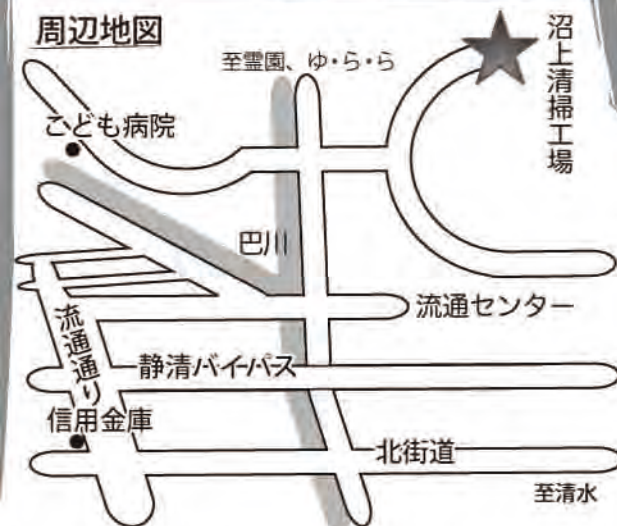 周辺地図
至霊園、ゆ・ら・ら
沼上清掃工場
こども病院
巴川
流通センター
流通通り
静清バイパス
信用金庫
北街道
至清水